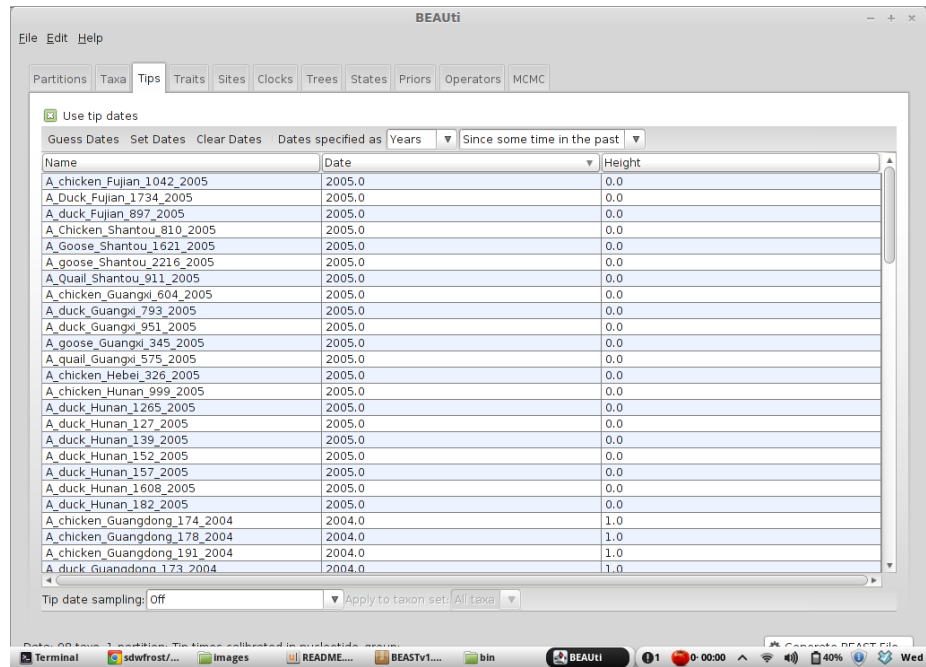 BEAUti
File Edit Help
Partitions Taxa Tips Traits Sites Clocks Trees States Priors Operators MCMC
Use tip dates
Guess Dates Set Dates Clear Dates Dates specified as Years Since some time in the past
Name Date Height
A_chicken_Fujian_1042_2005 2005.0 0.0
A_Duck_Fujian_1734_2005 2005.0 0.0
A_duck_Fujian_897_2005 2005.0 0.0
A_Chicken_Shantou_810_2005 2005.0 0.0
A_Goose_Shantou_1621_2005 2005.0 0.0
A_goose_Shantou_2216_2005 2005.0 0.0
A_Quail_Shantou_911_2005 2005.0 0.0
A_chicken_Guangxi_604_2005 2005.0 0.0
A_duck_Guangxi_793_2005 2005.0 0.0
A_duck_Guangxi_951_2005 2005.0 0.0
A_goose_Guangxi_345_2005 2005.0 0.0
A_quail_Guangxi_575_2005 2005.0 0.0
A_chicken_Hebei_326_2005 2005.0 0.0
A_chicken_Hunan_999_2005 2005.0 0.0
A_duck_Hunan_1265_2005 2005.0 0.0
A_duck_Hunan_127_2005 2005.0 0.0
A_duck_Hunan_139_2005 2005.0 0.0
A_duck_Hunan_152_2005 2005.0 0.0
A_duck_Hunan_157_2005 2005.0 0.0
A_duck_Hunan_1608_2005 2005.0 0.0
A_duck_Hunan_182_2005 2005.0 0.0
A_chicken_Guangdong_174_2004 2004.0 1.0
A_chicken_Guangdong_178_2004 2004.0 1.0
A_chicken_Guangdong_191_2004 2004.0 1.0
A_duck_Guangdong_173_2004 2004.0 1.0
Tip date sampling: Off Apply to taxon set: All taxa
Generate BEAST File
Terminal sdwfrost/... images README.... BEASTv1.... bin BEAUti 1 0· 00:00 40% Wed